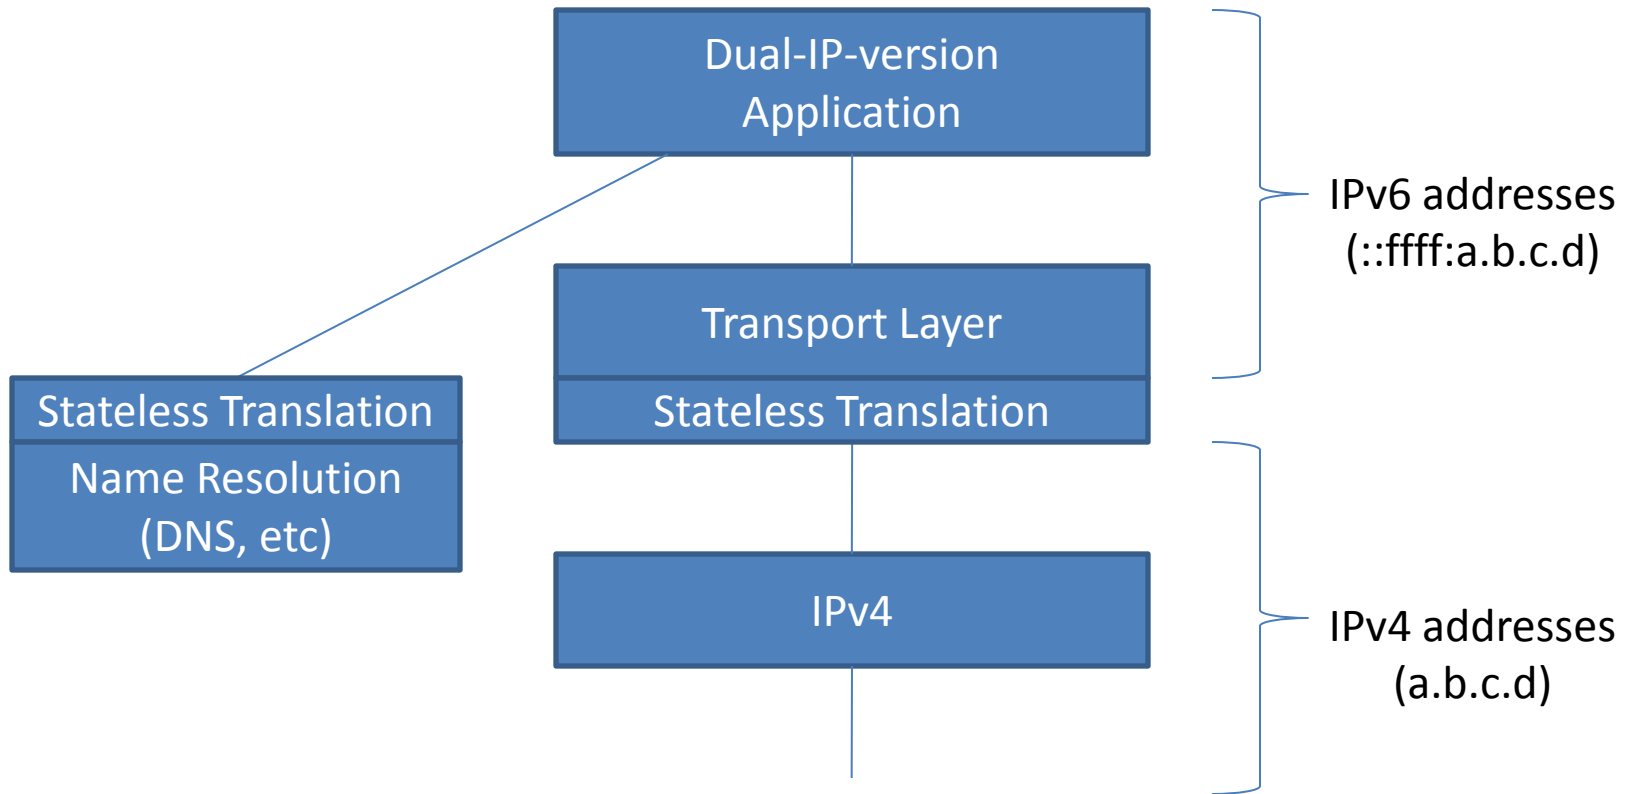 Dual-IP-version
Application
IPv6 addresses
(::ffff:a.b.c.d)
Transport Layer
Stateless Translation
Stateless Translation
Name Resolution
(DNS, etc)
IPv4
IPv4 addresses
(a.b.c.d)